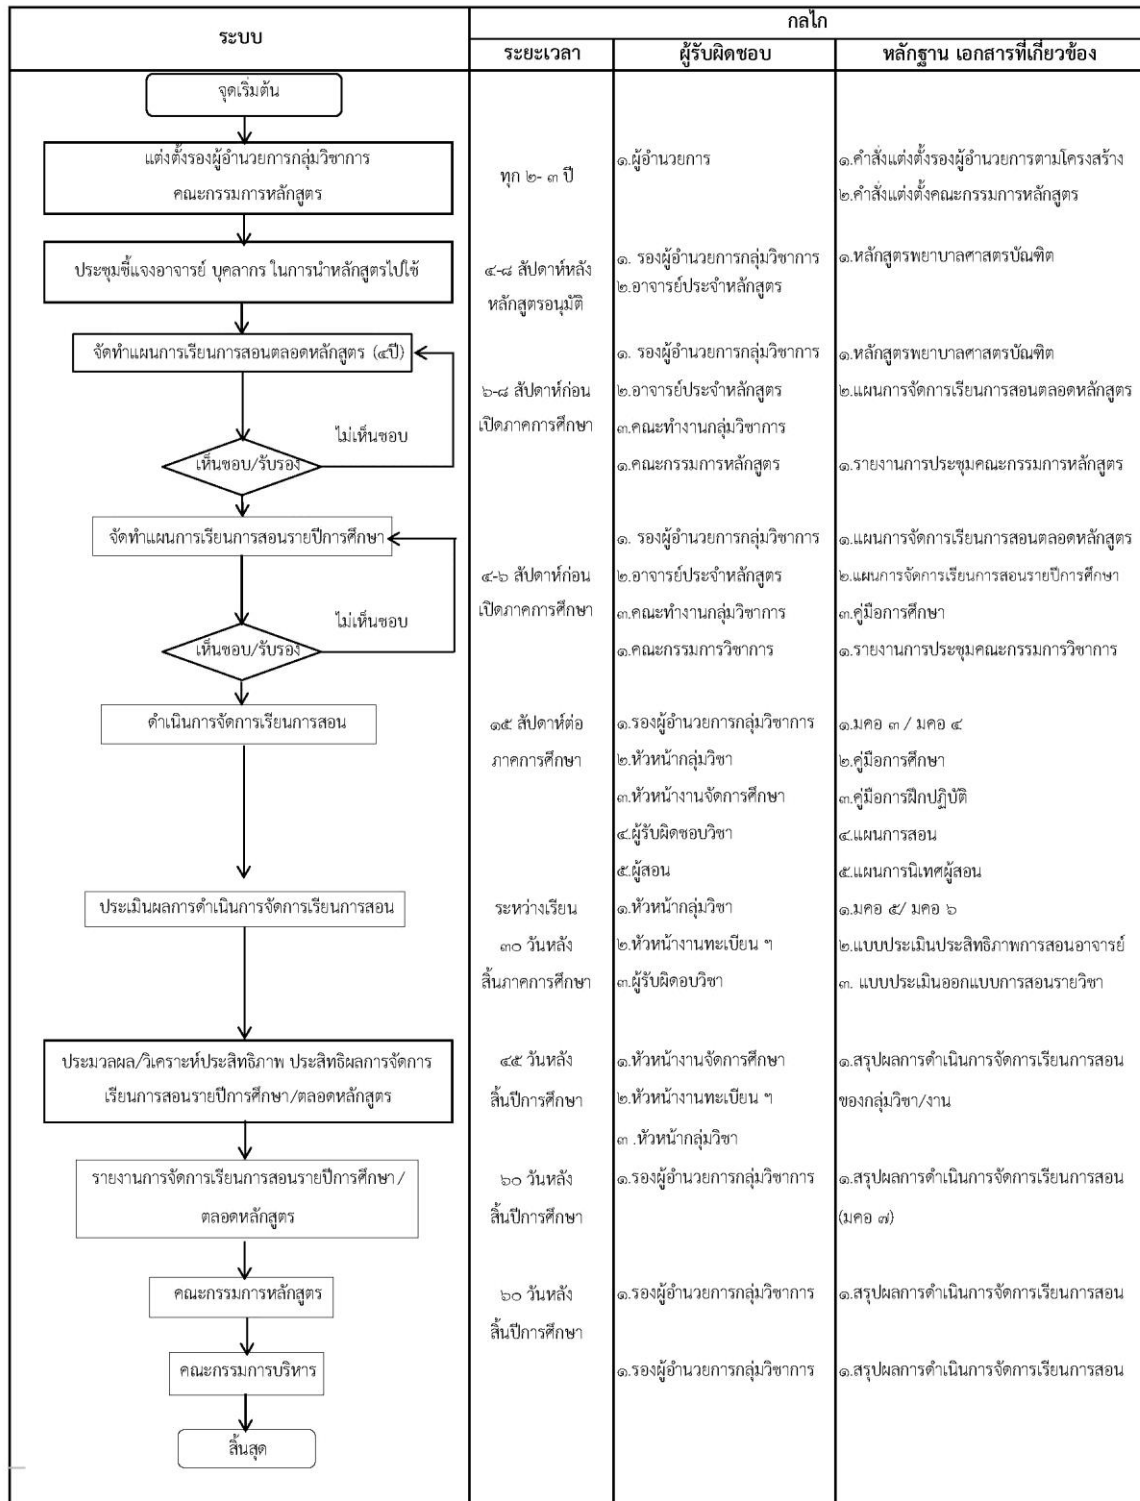 ระบบ
กลไก
ระยะเวลา
ผู้รับผิดชอบ
หลักฐาน เอกสารที่เกี่ยวข้อง
จุดเริ่มต้น
แต่งตั้งรองผู้อำนวยการกลุ่มวิชาการ
คณะกรรมการหลักสูตร
ทุก ๒- ๓ ปี
๑.ผู้อำนวยการ
๑.คำสั่งแต่งตั้งรองผู้อำนวยการตามโครงสร้าง
๒.คำสั่งแต่งตั้งคณะกรรมการหลักสูตร
ประชุมชี้แจงอาจารย์ บุคลากร ในการนำหลักสูตรไปใช้
๔-๘ สัปดาห์หลัง
หลักสูตรอนุมัติ
๑. รองผู้อำนวยการกลุ่มวิชาการ
๒.อาจารย์ประจำหลักสูตร
๑.หลักสูตรพยาบาลศาสตรบัณฑิต
จัดทำแผนการเรียนการสอนตลอดหลักสูตร (๔ปี)
๖-๘ สัปดาห์ก่อน
เปิดภาคการศึกษา
๑. รองผู้อำนวยการกลุ่มวิชาการ
๒.อาจารย์ประจำหลักสูตร
๓.คณะทำงานกลุ่มวิชาการ
๑.หลักสูตรพยาบาลศาสตรบัณฑิต
๒.แผนการจัดการเรียนการสอนตลอดหลักสูตร
ไม่เห็นชอบ
เห็นชอบ/รับรอง
๑.คณะกรรมการหลักสูตร
๑.รายงานการประชุมคณะกรรมการหลักสูตร
จัดทำแผนการเรียนการสอนรายปีการศึกษา
๔-๖ สัปดาห์ก่อน
เปิดภาคการศึกษา
๑. รองผู้อำนวยการกลุ่มวิชาการ
๒.อาจารย์ประจำหลักสูตร
๓.คณะทำงานกลุ่มวิชาการ
๑.แผนการจัดการเรียนการสอนตลอดหลักสูตร
๒.แผนการจัดการเรียนการสอนรายปีการศึกษา
๓.คู่มือการศึกษา
ไม่เห็นชอบ
เห็นชอบ/รับรอง
๑.คณะกรรมการวิชาการ
๑.รายงานการประชุมคณะกรรมการวิชาการ
ดำเนินการจัดการเรียนการสอน
๑๕ สัปดาห์ต่อ
ภาคการศึกษา
๑.รองผู้อำนวยการกลุ่มวิชาการ
๒.หัวหน้ากลุ่มวิชา
๓.หัวหน้างานจัดการศึกษา
๔.ผู้รับผิดชอบวิชา
๕.ผู้สอน
๑.มคอ ๓ / มคอ ๔
๒.คู่มือการศึกษา
๓.คู่มือการฝึกปฏิบัติ
๔.แผนการสอน
๕.แผนการนิเทศผู้สอน
ประเมินผลการดำเนินการจัดการเรียนการสอน
ระหว่างเรียน
๓๐ วันหลัง
สิ้นภาคการศึกษา
๑.หัวหน้ากลุ่มวิชา
๒.หัวหน้างานทะเบียน ฯ
๓.ผู้รับผิดอบวิชา
๑.มคอ ๕/ มคอ ๖
๒.แบบประเมินประสิทธิภาพการสอนอาจารย์
๓. แบบประเมินออกแบบการสอนรายวิชา
ประมวลผล/วิเคราะห์ประสิทธิภาพ ประสิทธิผลการจัดการ
เรียนการสอนรายปีการศึกษา/ตลอดหลักสูตร
๔๕ วันหลัง
สิ้นปีการศึกษา
๑.หัวหน้างานจัดการศึกษา
๒.หัวหน้างานทะเบียน ฯ
๓ .หัวหน้ากลุ่มวิชา
๑.สรุปผลการดำเนินการจัดการเรียนการสอน
ของกลุ่มวิชา/งาน
รายงานการจัดการเรียนการสอนรายปีการศึกษา/
ตลอดหลักสูตร
๖๐ วันหลัง
สิ้นปีการศึกษา
๑.รองผู้อำนวยการกลุ่มวิชาการ
๑.สรุปผลการดำเนินการจัดการเรียนการสอน
(มคอ ๗)
คณะกรรมการหลักสูตร
๖๐ วันหลัง
สิ้นปีการศึกษา
๑.รองผู้อำนวยการกลุ่มวิชาการ
๑.สรุปผลการดำเนินการจัดการเรียนการสอน
คณะกรรมการบริหาร
๑.รองผู้อำนวยการกลุ่มวิชาการ
๑.สรุปผลการดำเนินการจัดการเรียนการสอน
สิ้นสุด